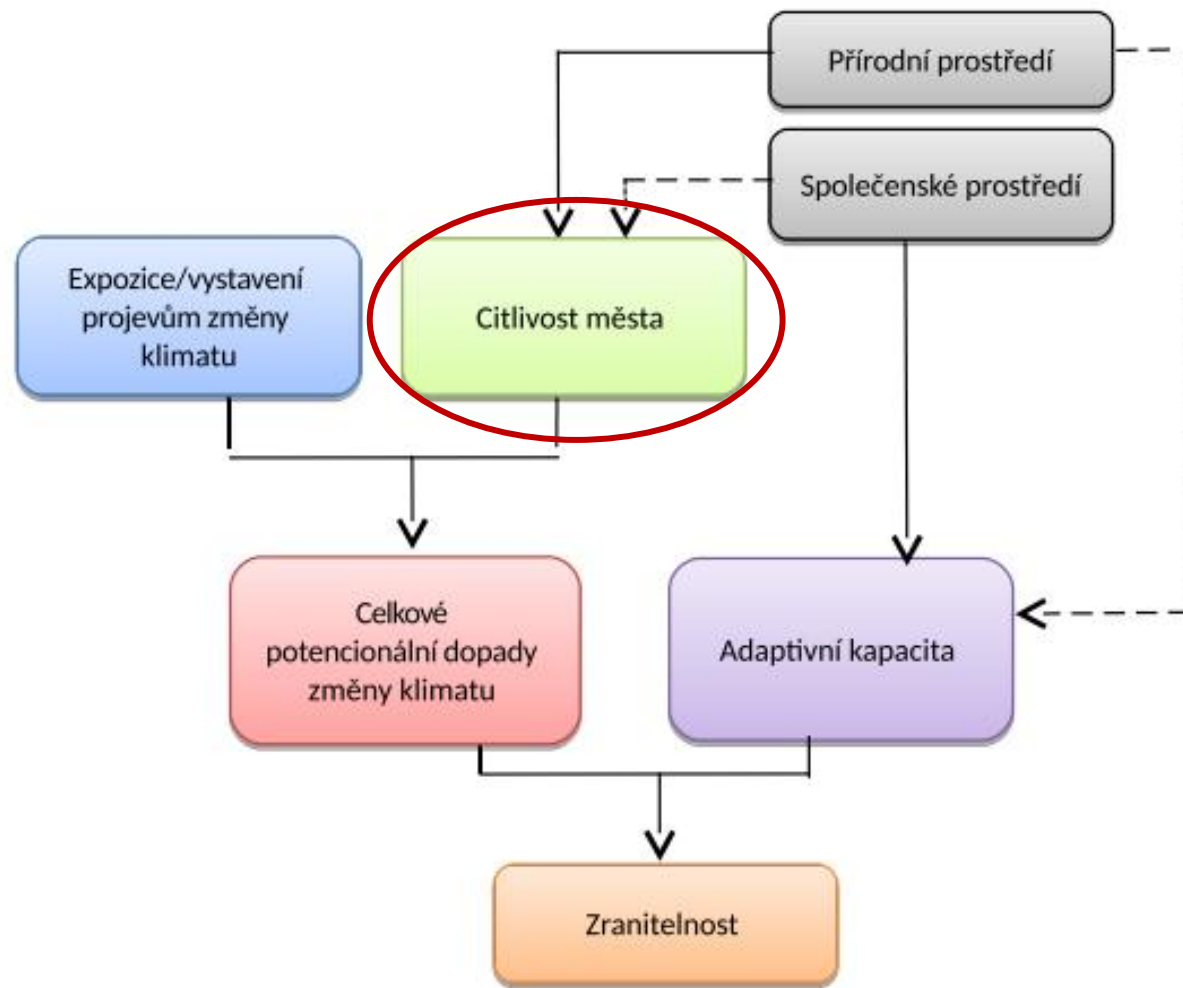 Přírodní prostředí
Společenské prostředí
Expozice/vystavení
projevům změny
klimatu
Citlivost města
Celkové
potencionální dopady
změny klimatu
Adaptivní kapacita
Zranitelnost